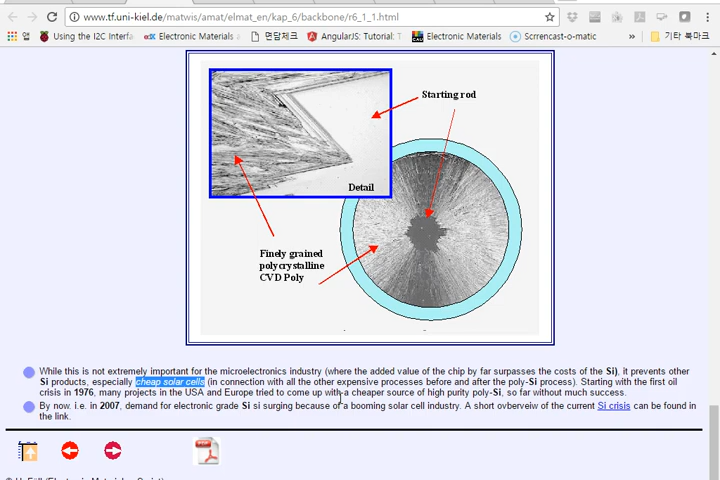 www.tf.uni-kiel.de/matwis/amat/elmat_en/kap_6/backbone/r6_1_1.html
앱 Using the I2C Interfa Electronic Materials a 면담체크 AngularJS: Tutorial: T CAU Electronic Materials Scrrencast-o-matic » 기타 북마크
Starting rod
Detail
Finely grained
polycrystalline
CVD Poly
While this is not extremely important for the microelectronics industry (where the added value of the chip by far surpasses the costs of the Si), it prevents other
Si products, especially cheap solar cells (in connection with all the other expensive processes before and after the poly-Si process). Starting with the first oil
crisis in 1976, many projects in the USA and Europe tried to come up with a cheaper source of high purity poly-Si, so far without much success.
By now. i.e. in 2007, demand for electronic grade Si si surging because of a booming solar cell industry. A short ovberveiw of the current Si crisis can be found in
the link.
PDF